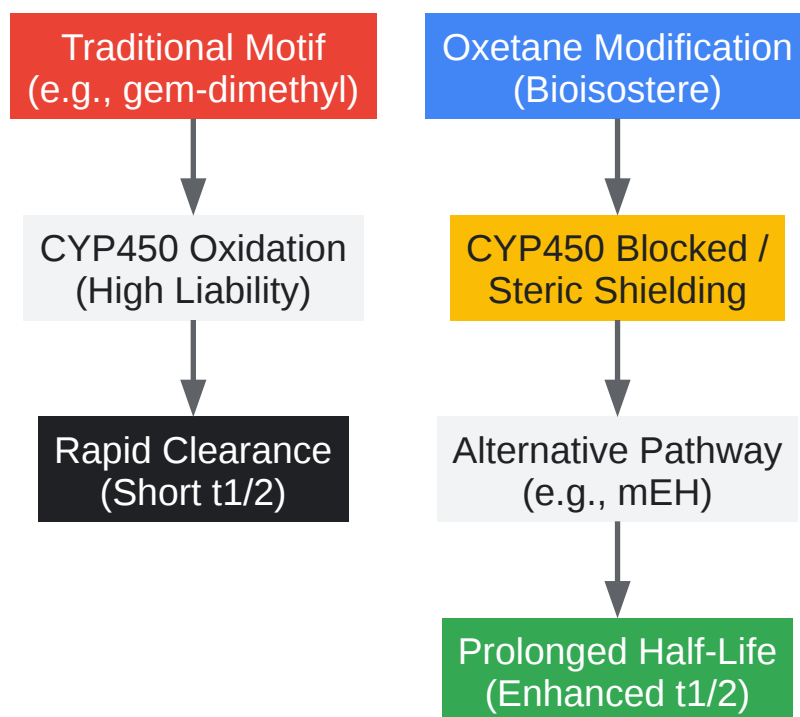 Traditional Motif
(e.g., gem-dimethyl)
CYP450 Oxidation
(High Liability)
Rapid Clearance
(Short t1/2)
Oxetane Modification
(Bioisostere)
CYP450 Blocked /
Steric Shielding
Alternative Pathway
(e.g., mEH)
Prolonged Half-Life
(Enhanced t1/2)